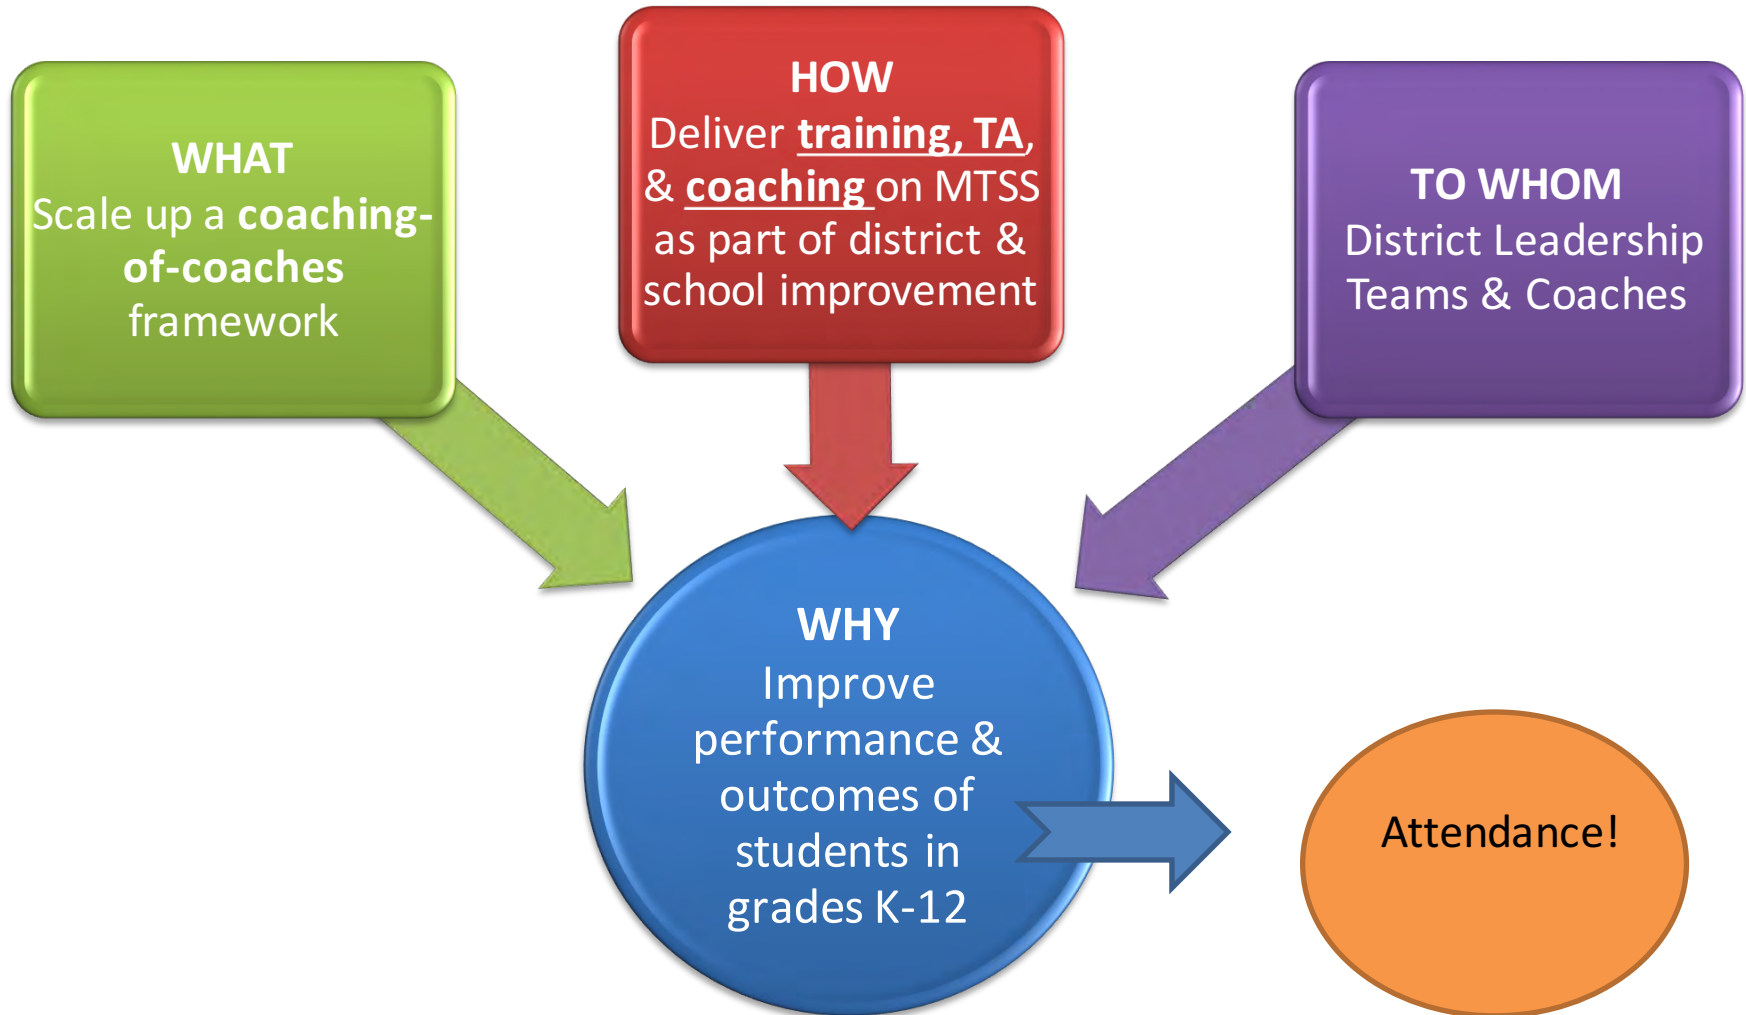 WHAT
Scale up a coaching-
of-coaches
framework
HOW
Deliver training, TA,
& coaching on MTSS
as part of district &
school improvement
TO WHOM
District Leadership
Teams & Coaches
WHY
Improve
performance &
outcomes of
students in
grades K-12
Attendance!